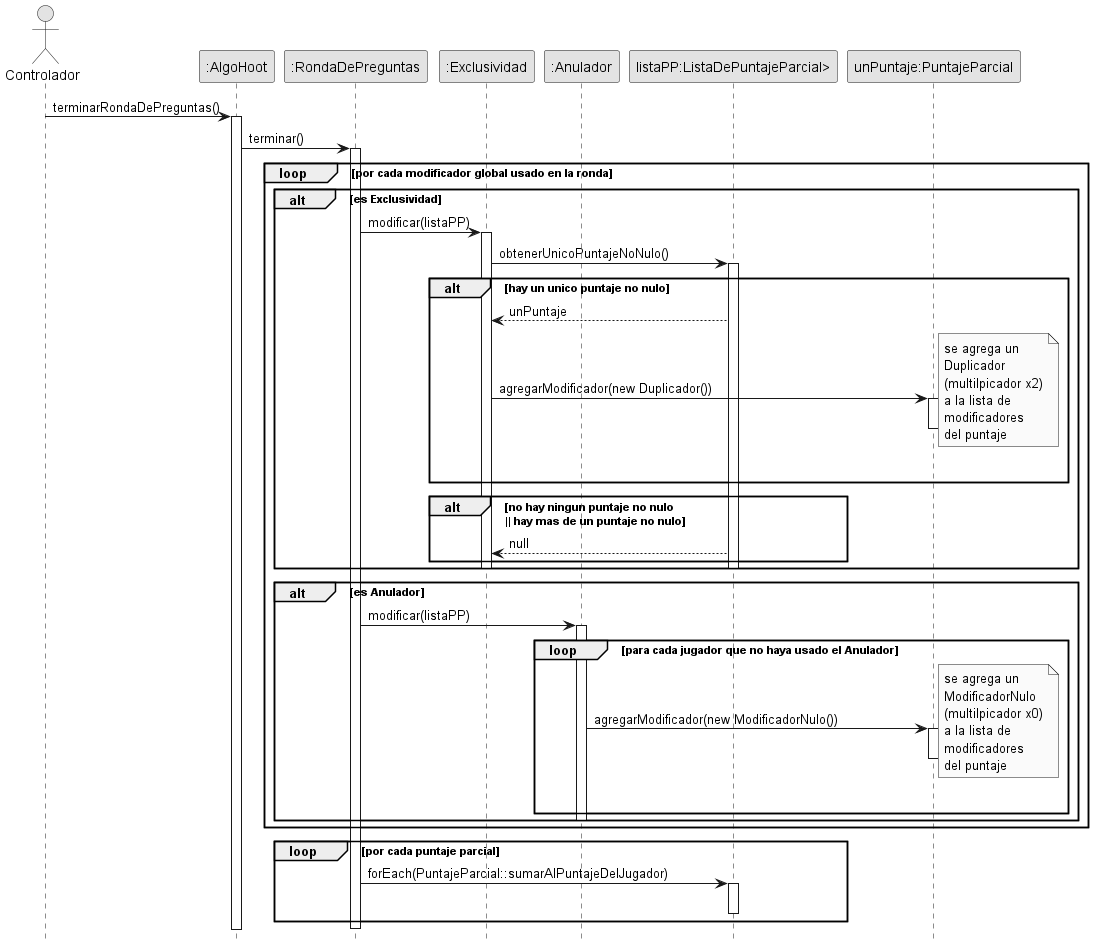 Controlador
:AlgoHoot
:RondaDePreguntas
:Exclusividad
:Anulador
listaPP:ListaDePuntajeParcial>
unPuntaje:PuntajeParcial
terminarRondaDePreguntas()
terminar()
loop
[por cada modificador global usado en la ronda]
alt
[es Exclusividad]
modificar(listaPP)
obtenerUnicoPuntajeNoNulo()
alt
[hay un unico puntaje no nulo]
unPuntaje
se agrega un
Duplicador
(multilpicador x2)
a la lista de
modificadores
del puntaje
agregarModificador(new Duplicador())
alt
[no hay ningun puntaje no nulo
|| hay mas de un puntaje no nulo]
null
alt
[es Anulador]
modificar(listaPP)
loop
[para cada jugador que no haya usado el Anulador]
se agrega un
ModificadorNulo
(multilpicador x0)
a la lista de
modificadores
del puntaje
agregarModificador(new ModificadorNulo())
loop
[por cada puntaje parcial]
forEach(PuntajeParcial::sumarAlPuntajeDelJugador)